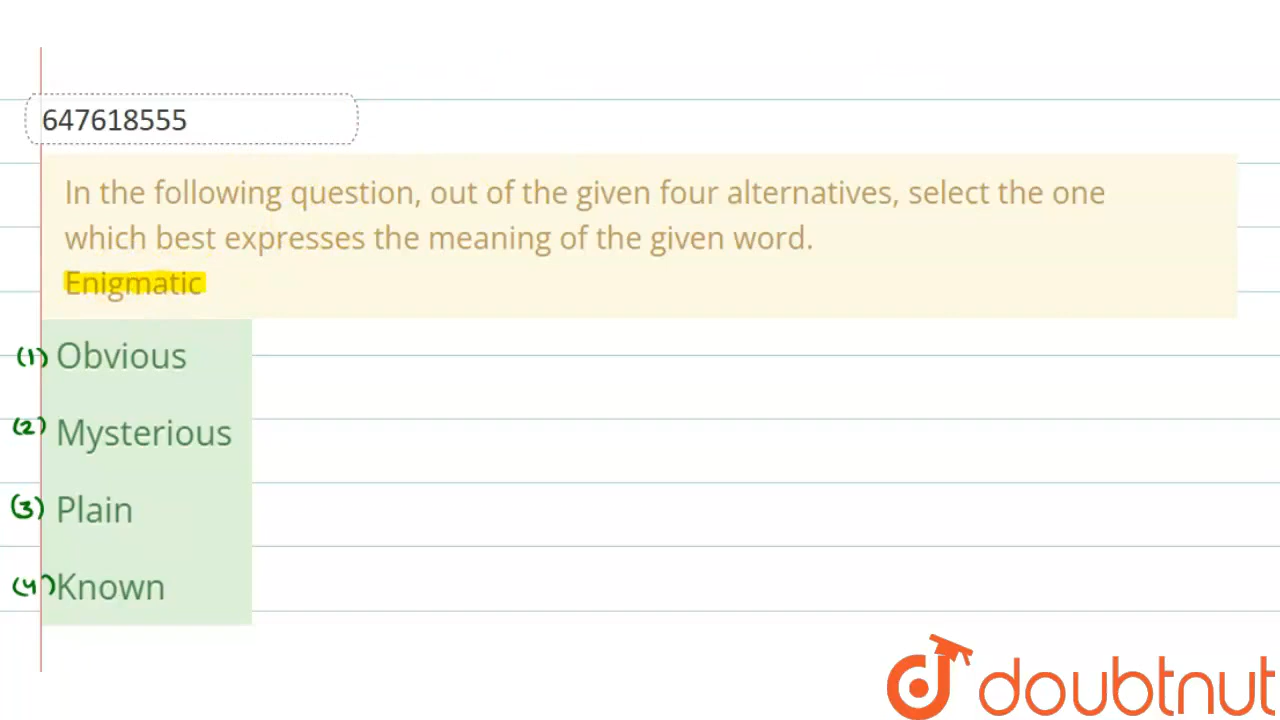 647618555
In the following question, out of the given four alternatives, select the one
which best expresses the meaning of the given word.
Enigmatic
(1) Obvious
(2) Mysterious
(3) Plain
(4) Known
doubtnut